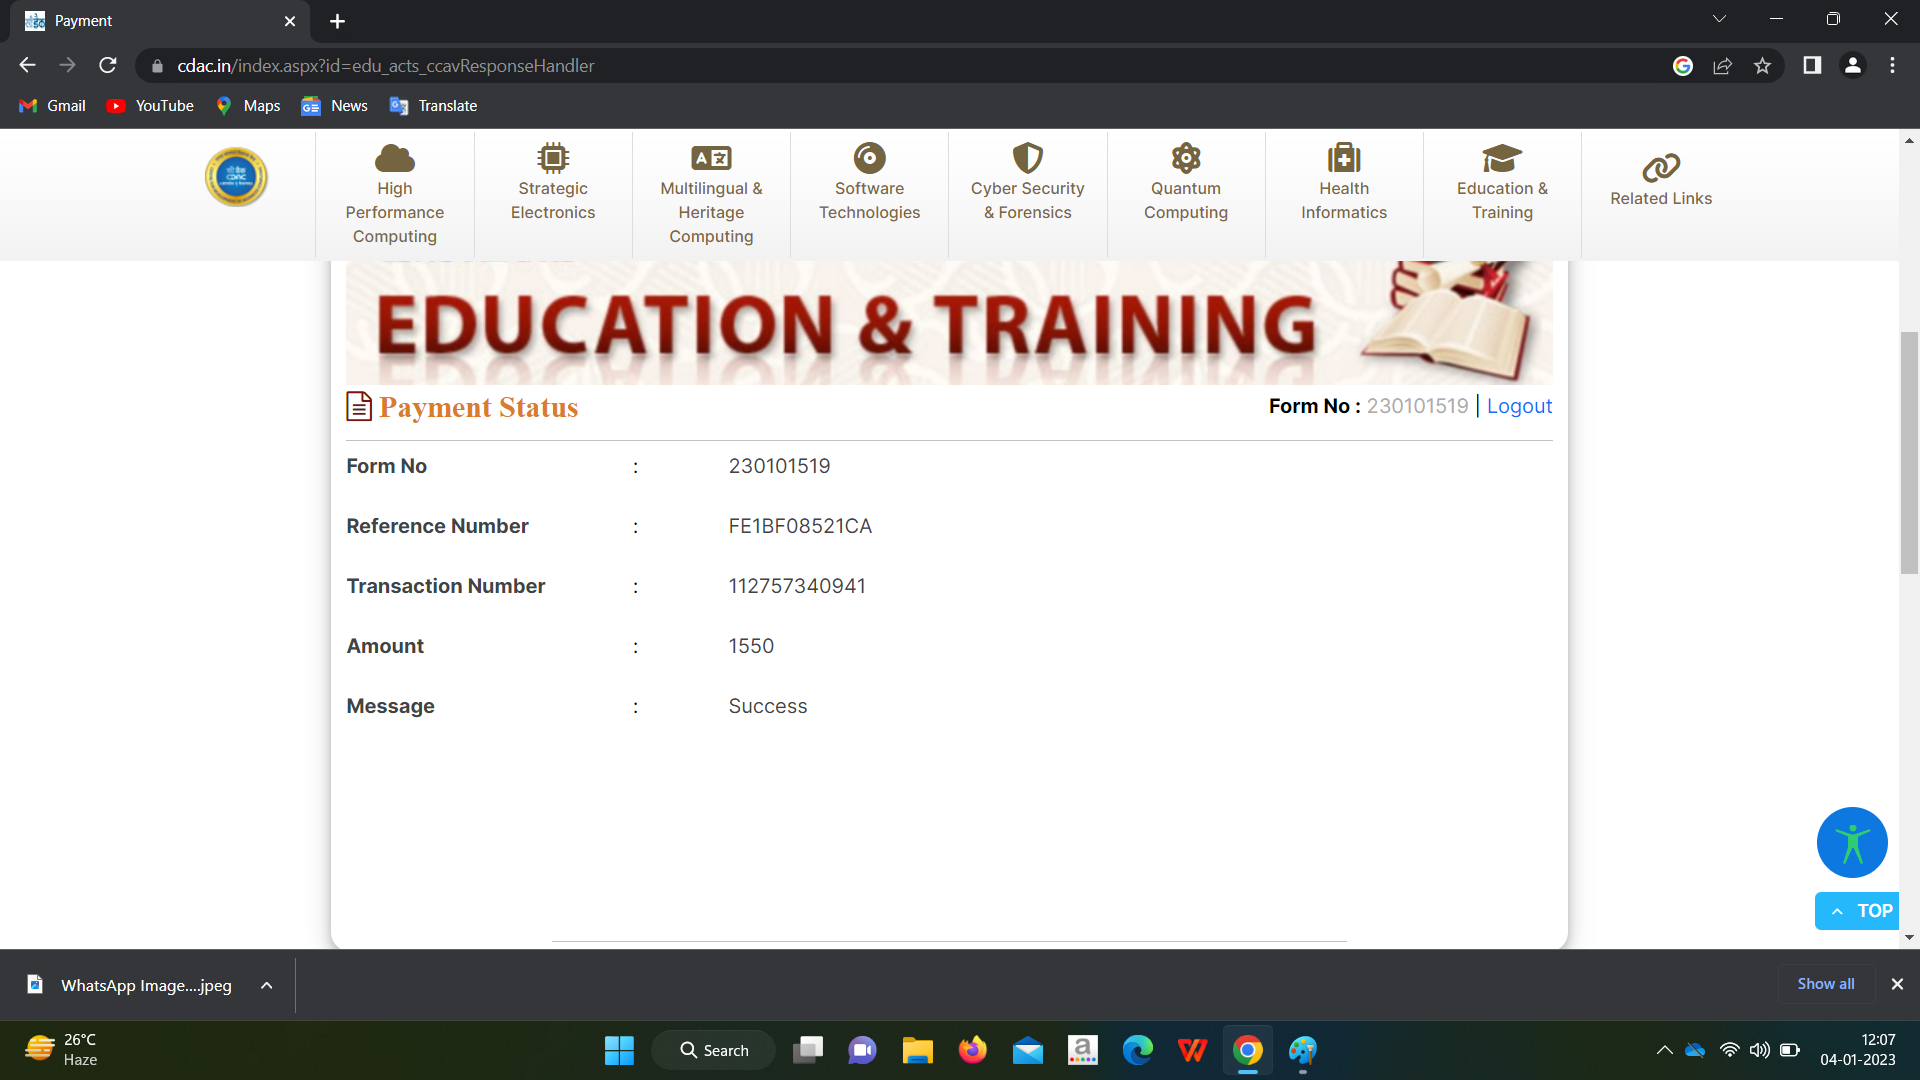 Payment
cdac.in/index.aspx?id=edu_acts_ccavResponseHandler
Gmail YouTube Maps News Translate
High Performance Computing
Strategic Electronics
Multilingual & Heritage Computing
Software Technologies
Cyber Security & Forensics
Quantum Computing
Health Informatics
Education & Training
Related Links
EDUCATION & TRAINING
Payment Status
Form No : 230101519 | Logout
Form No : 230101519
Reference Number : FE1BF08521CA
Transaction Number : 112757340941
Amount : 1550
Message : Success
TOP
WhatsApp Image....jpeg
Show all
26°C
Haze
Search
12:07
04-01-2023